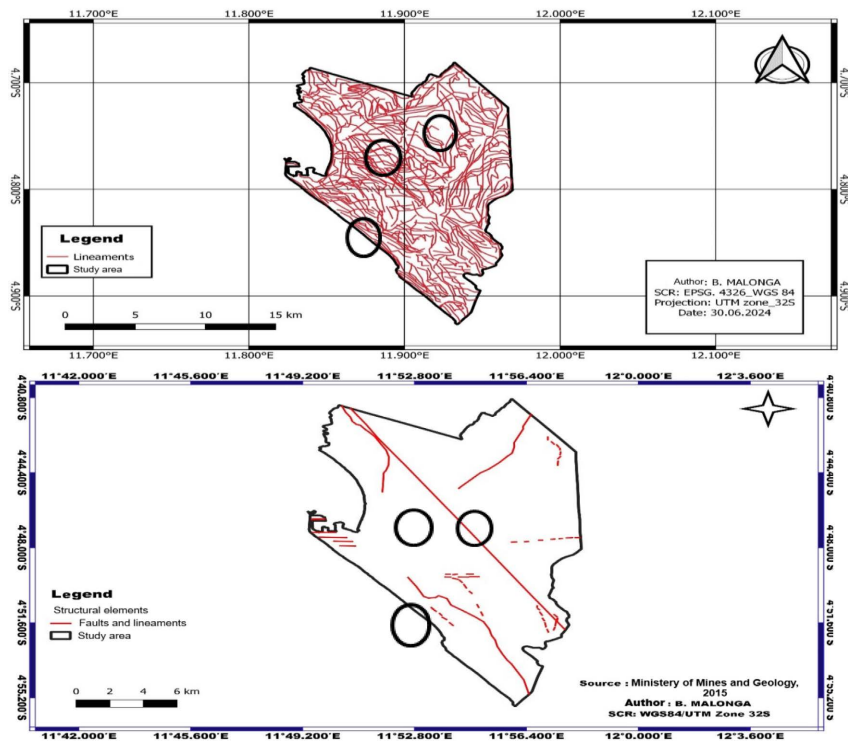 11.700°E 11.800°E 11.900°E 12.000°E 12.100°E
4.700°S 4.700°S
4.800°S 4.800°S
4.900°S 4.900°S
Legend
Lineaments
Study area
0 5 10 15 km
Author: B. MALONGA
SCR: EPSG. 4326_WGS 84
Projection: UTM zone_32S
Date: 30.06.2024
11.700°E 11.800°E 11.900°E 12.000°E 12.100°E
11°42.000'E 11°45.600'E 11°49.200'E 11°52.800'E 11°56.400'E 12°0.000'E 12°3.600'E
4°40.800'S 4°40.800'S
4°44.400'S 4°44.400'S
4°48.000'S 4°48.000'S
4°51.600'S 4°51.600'S
4°55.200'S 4°55.200'S
Legend
Structural elements
Faults and lineaments
Study area
0 2 4 6 km
Source : Ministery of Mines and Geology,
2015
Author : B. MALONGA
SCR: WGS84/UTM Zone 32S
11°42.000'E 11°45.600'E 11°49.200'E 11°52.800'E 11°56.400'E 12°0.000'E 12°3.600'E